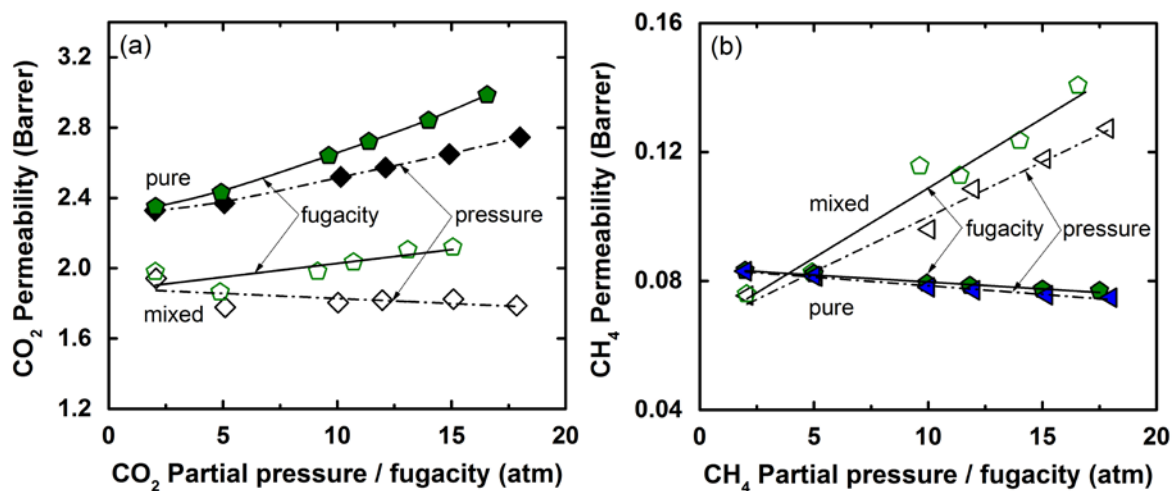 (a)
3.2
2.8
2.4
2.0
1.6
1.2
CO2 Permeability (Barrer)
pure
fugacity
pressure
mixed
0 5 10 15 20
CO2 Partial pressure / fugacity (atm)
(b)
0.16
0.12
0.08
0.04
CH4 Permeability (Barrer)
mixed
fugacity
pressure
pure
0 5 10 15 20
CH4 Partial pressure / fugacity (atm)